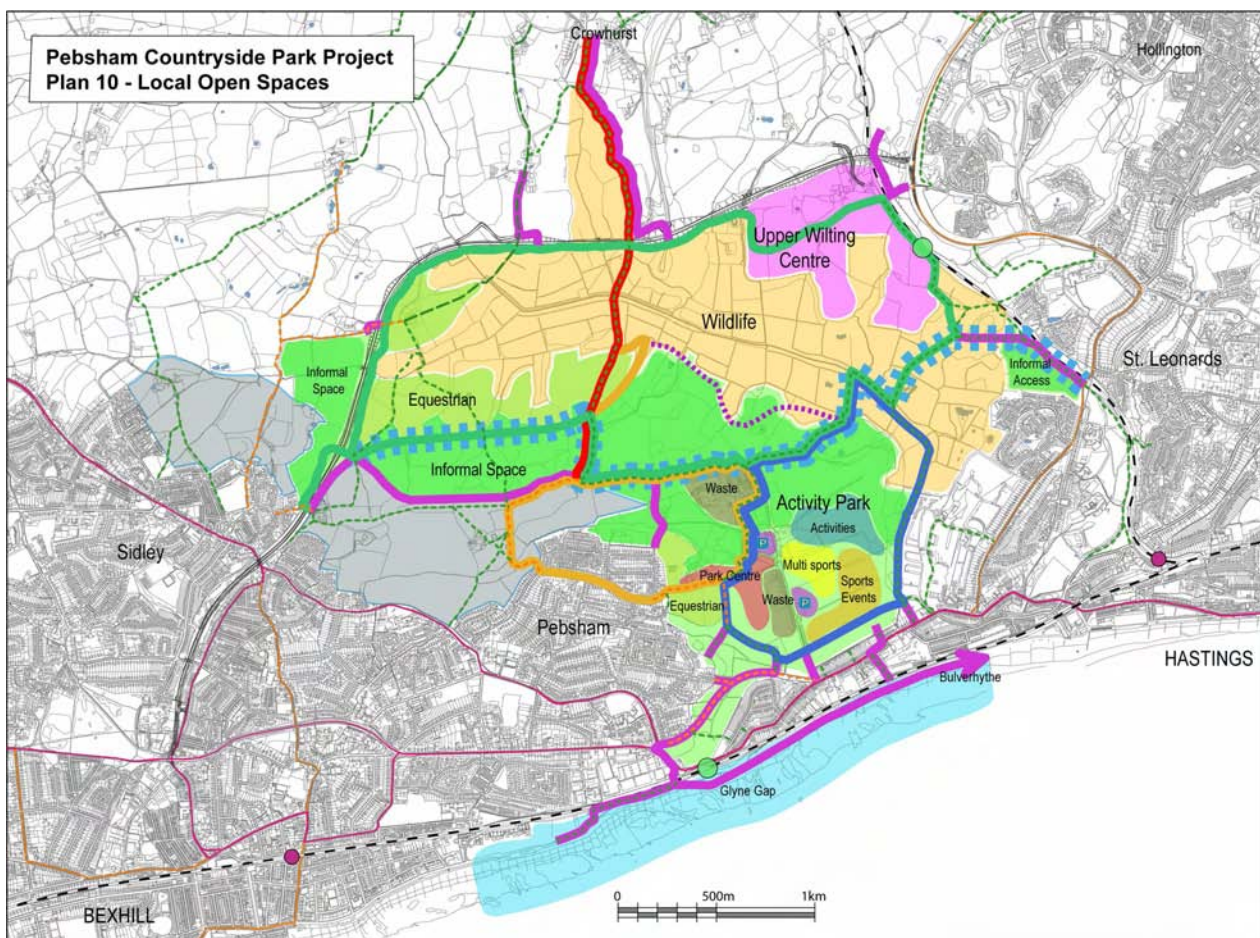 Pebsham Countryside Park Project
Plan 10 - Local Open Spaces
Crowhurst
Hollington
Upper Wilting
Centre
Wildlife
St. Leonards
Informal
Space
Informal
Access
Equestrian
Informal Space
Waste
Activity Park
Activities
Sidley
P
Multi sports
Park Centre
Sports
Events
Equestrian
Waste
P
Pebsham
HASTINGS
Bulverhythe
Glyne Gap
0
500m
1km
BEXHILL